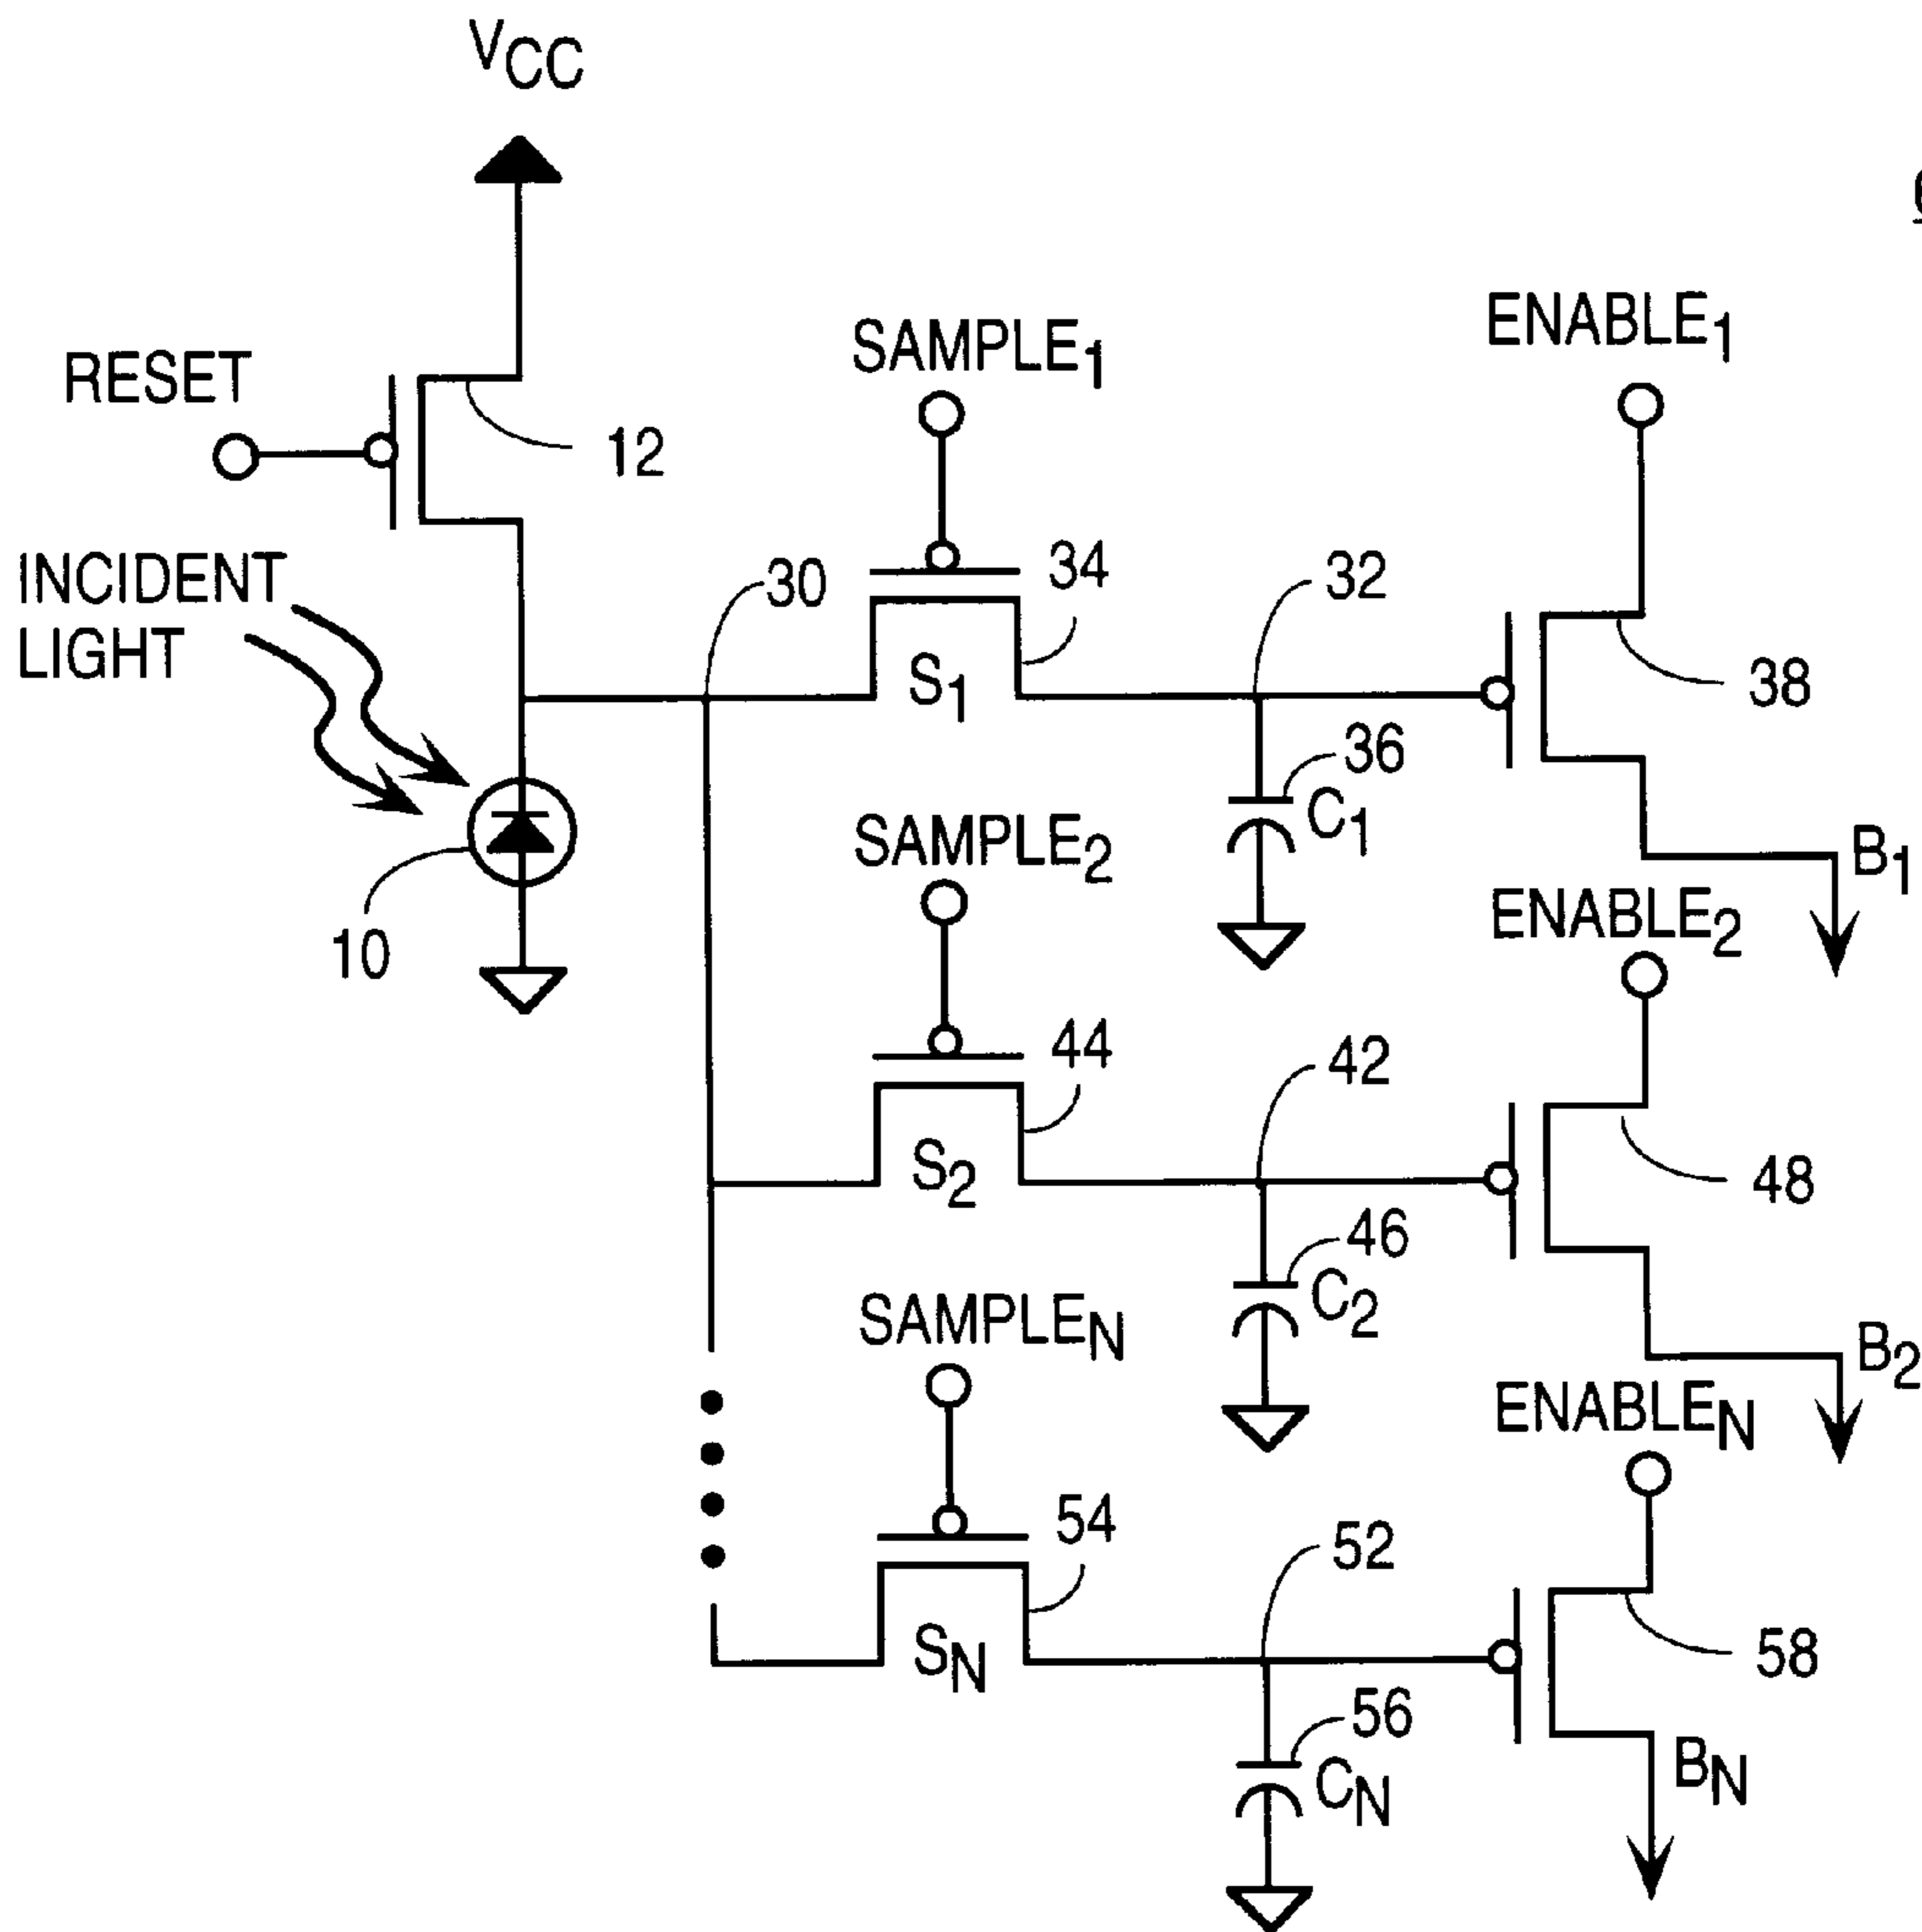 VCC
ENABLE1
SAMPLE1
RESET
12
INCIDENT
LIGHT
30
34
32
S1
38
36
C1
SAMPLE2
B1
ENABLE2
10
44
42
S2
48
46
C2
SAMPLEN
B2
ENABLEN
54
52
SN
58
56
CN
BN